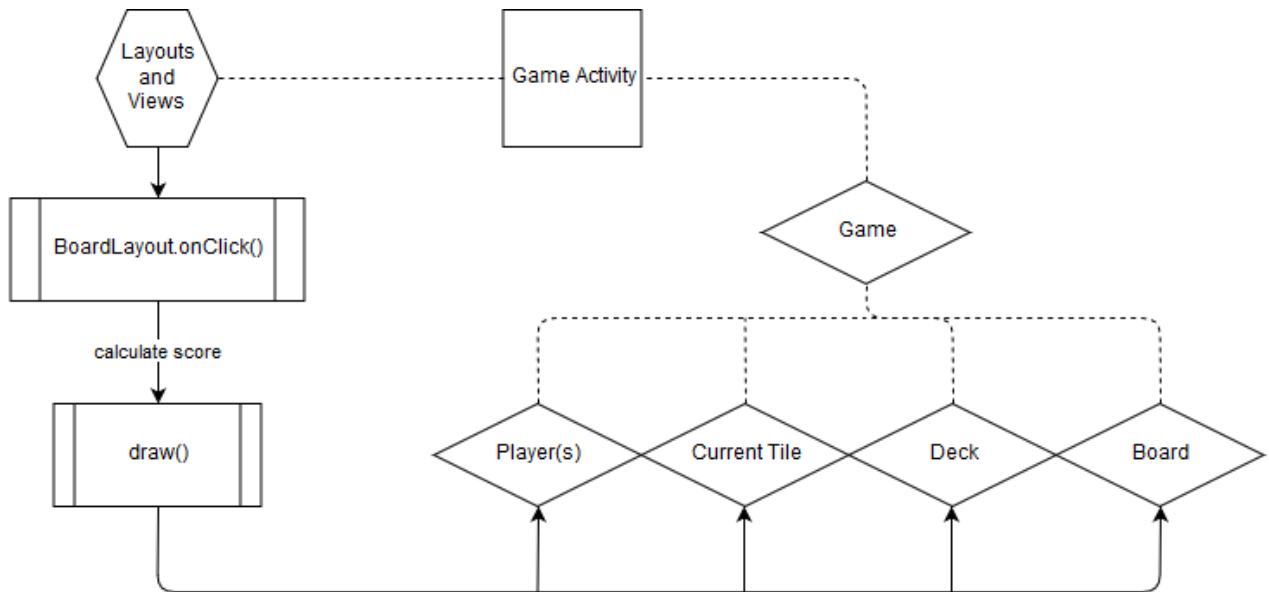 Layouts
and
Views
Game Activity
BoardLayout.onClick()
Game
calculate score
draw()
Player(s)
Current Tile
Deck
Board